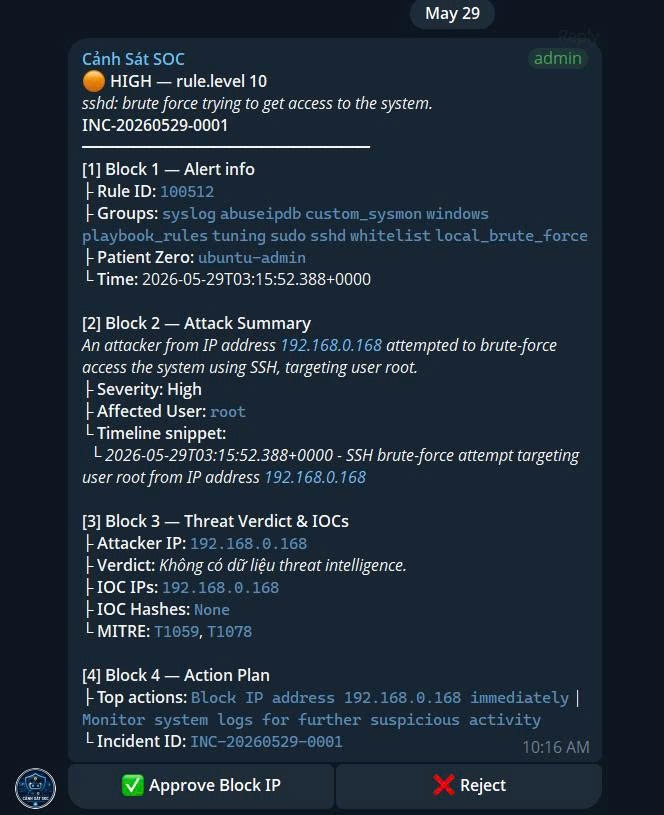 May 29
Reply
Cảnh Sát SOC
admin
🟠 HIGH — rule.level 10
sshd: brute force trying to get access to the system.
INC-20260529-0001
[1] Block 1 — Alert info
├ Rule ID: 100512
├ Groups: syslog abuseipdb custom_sysmon windows
playbook_rules tuning sudo sshd whitelist local_brute_force
├ Patient Zero: ubuntu-admin
└ Time: 2026-05-29T03:15:52.388+0000
[2] Block 2 — Attack Summary
An attacker from IP address 192.168.0.168 attempted to brute-force
access the system using SSH, targeting user root.
├ Severity: High
├ Affected User: root
└ Timeline snippet:
└ 2026-05-29T03:15:52.388+0000 - SSH brute-force attempt targeting
user root from IP address 192.168.0.168
[3] Block 3 — Threat Verdict & IOCs
├ Attacker IP: 192.168.0.168
├ Verdict: Không có dữ liệu threat intelligence.
├ IOC IPs: 192.168.0.168
├ IOC Hashes: None
└ MITRE: T1059, T1078
[4] Block 4 — Action Plan
├ Top actions: Block IP address 192.168.0.168 immediately |
Monitor system logs for further suspicious activity
└ Incident ID: INC-20260529-0001
10:16 AM
CẢNH SÁT SOC
✅ Approve Block IP
❌ Reject